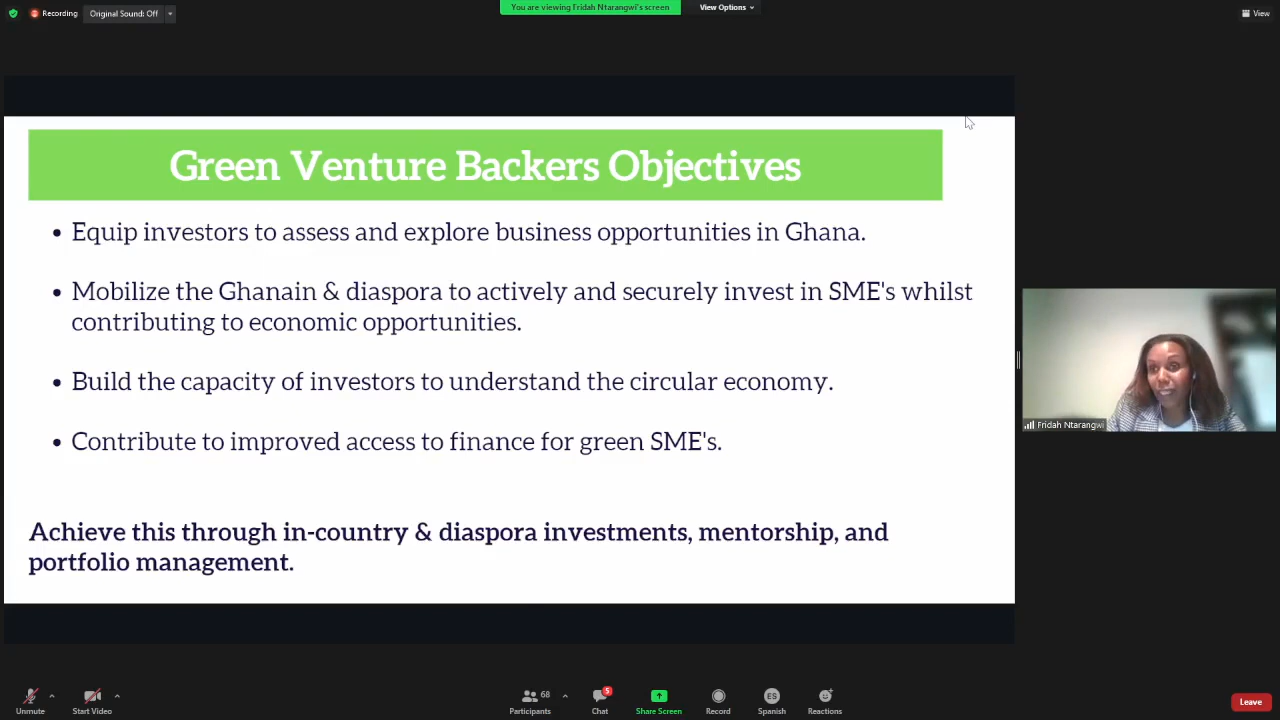 Recording
Original Sound: Off
You are viewing Fridah Ntarangwi's screen
View Options
View
Green Venture Backers Objectives
• Equip investors to assess and explore business opportunities in Ghana.
• Mobilize the Ghanain & diaspora to actively and securely invest in SME's whilst
contributing to economic opportunities.
• Build the capacity of investors to understand the circular economy.
• Contribute to improved access to finance for green SME's.
Achieve this through in-country & diaspora investments, mentorship, and
portfolio management.
Fridah Ntarangwi
Unmute
Start Video
68
Participants
5
Chat
Share Screen
Record
ES
Spanish
Reactions
Leave